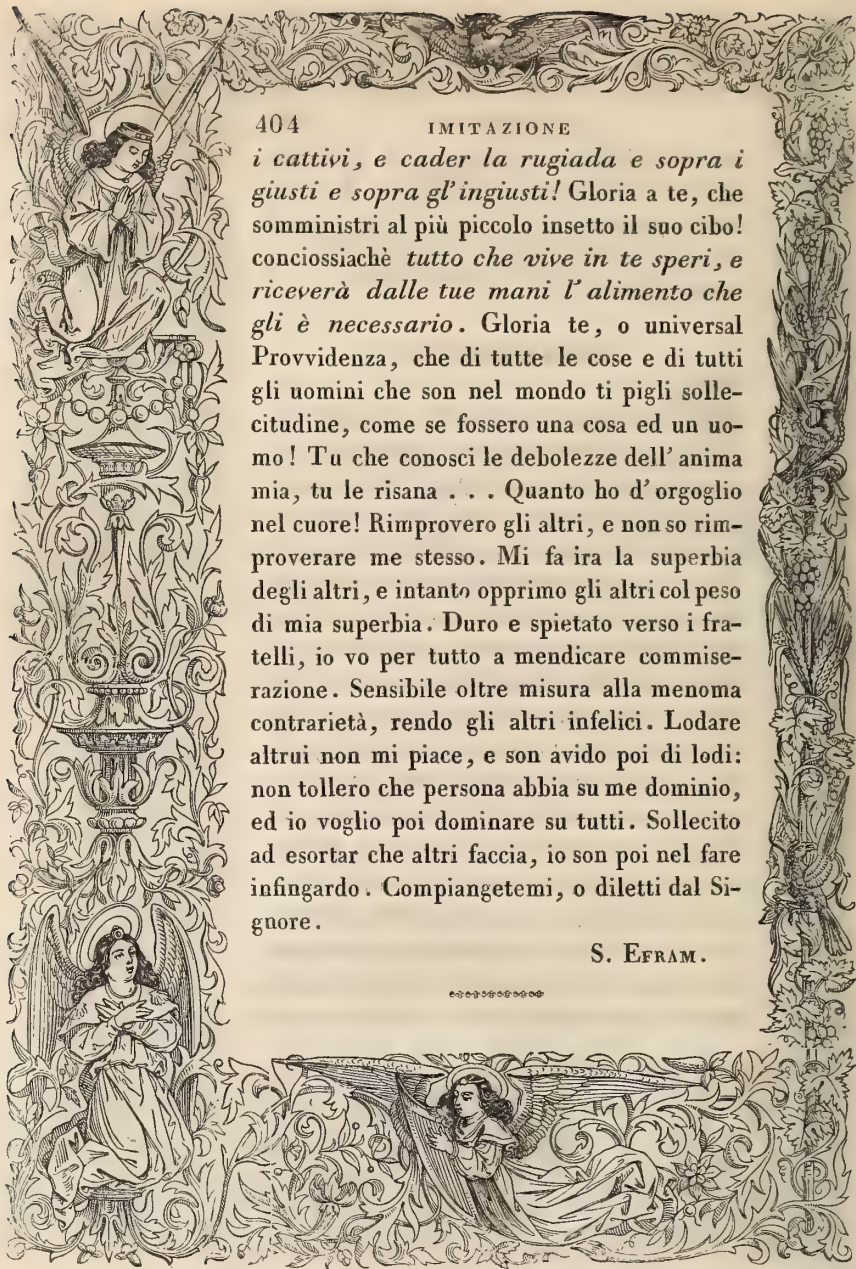 404 IMITAZIONE
i cattivi, e cader la rugiada e sopra i
giusti e sopra gl'ingiusti! Gloria a te, che
somministri al più piccolo insetto il suo cibo!
conciossiachè tutto che vive in te speri, e
riceverà dalle tue mani l'alimento che
gli è necessario. Gloria te, o universal
Provvidenza, che di tutte le cose e di tutti
gli uomini che son nel mondo ti pigli solle-
citudine, come se fossero una cosa ed un uo-
mo! Tu che conosci le debolezze dell'anima
mia, tu le risana . . . Quanto ho d'orgoglio
nel cuore! Rimprovero gli altri, e non so rim-
proverare me stesso. Mi fa ira la superbia
degli altri, e intanto opprimo gli altri col peso
di mia superbia. Duro e spietato verso i fra-
telli, io vo per tutto a mendicare commise-
razione. Sensibile oltre misura alla menoma
contrarietà, rendo gli altri infelici. Lodare
altrui non mi piace, e son avido poi di lodi:
non tollero che persona abbia su me dominio,
ed io voglio poi dominare su tutti. Sollecito
ad esortar che altri faccia, io son poi nel fare
infingardo. Compiangetemi, o diletti dal Si-
gnore.
S. EFRAM.